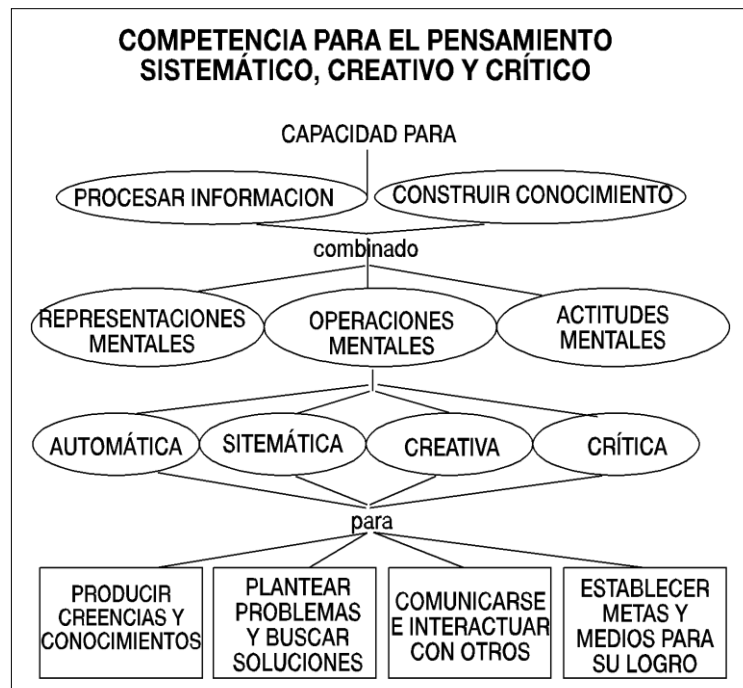 COMPETENCIA PARA EL PENSAMIENTO
SISTEMÁTICO, CREATIVO Y CRÍTICO
CAPACIDAD PARA
PROCESAR INFORMACION
CONSTRUIR CONOCIMIENTO
combinado
REPRESENTACIONES
MENTALES
OPERACIONES
MENTALES
ACTITUDES
MENTALES
AUTOMÁTICA
SITEMÁTICA
CREATIVA
CRÍTICA
para
PRODUCIR
CREENCIAS Y
CONOCIMIENTOS
PLANTEAR
PROBLEMAS
Y BUSCAR
SOLUCIONES
COMUNICARSE
E INTERACTUAR
CON OTROS
ESTABLECER
METAS Y
MEDIOS PARA
SU LOGRO